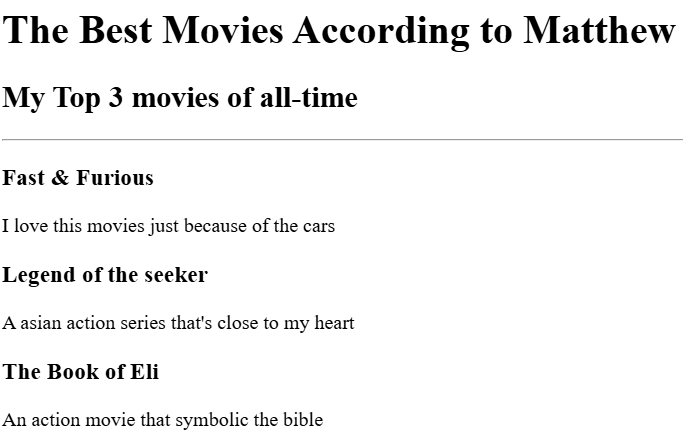 The Best Movies According to Matthew
My Top 3 movies of all-time
Fast & Furious
I love this movies just because of the cars
Legend of the seeker
A asian action series that's close to my heart
The Book of Eli
An action movie that symbolic the bible